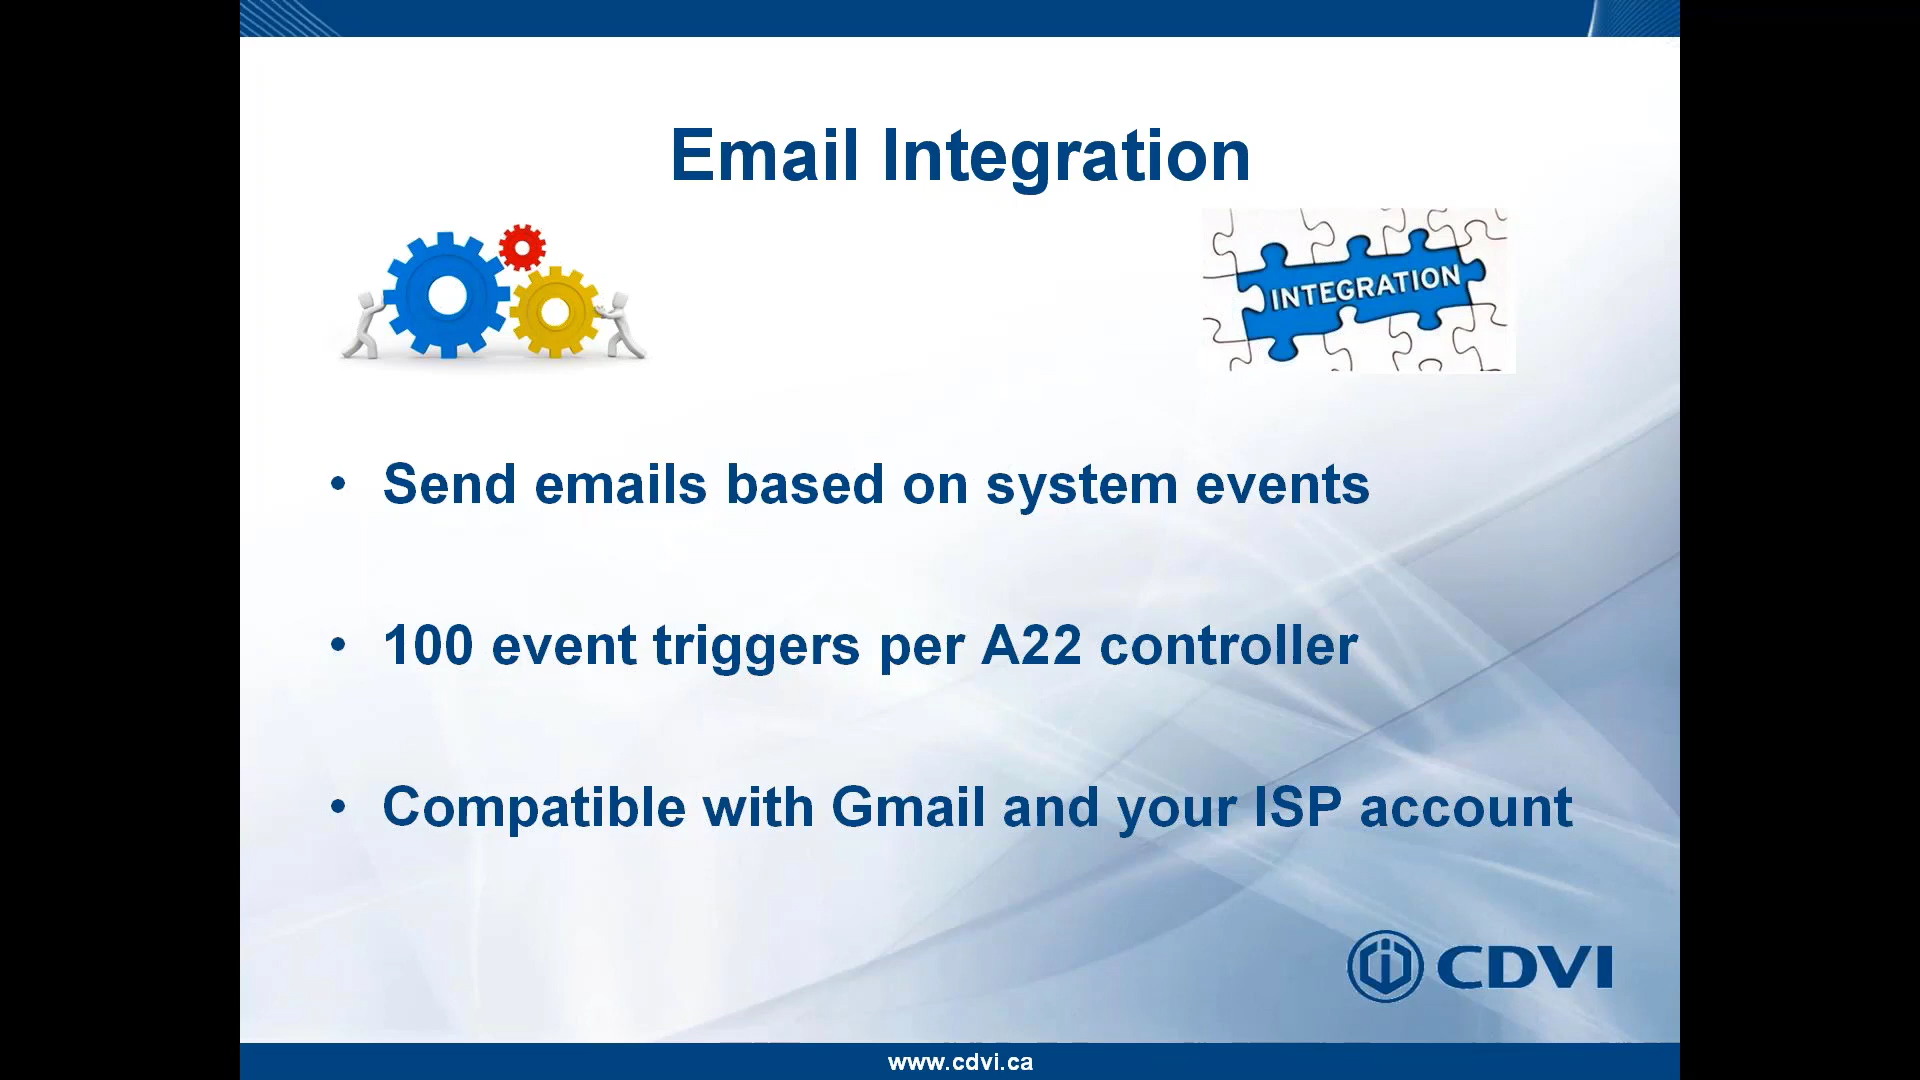 Email Integration
INTEGRATION
• Send emails based on system events
• 100 event triggers per A22 controller
• Compatible with Gmail and your ISP account
CDVI
www.cdvi.ca